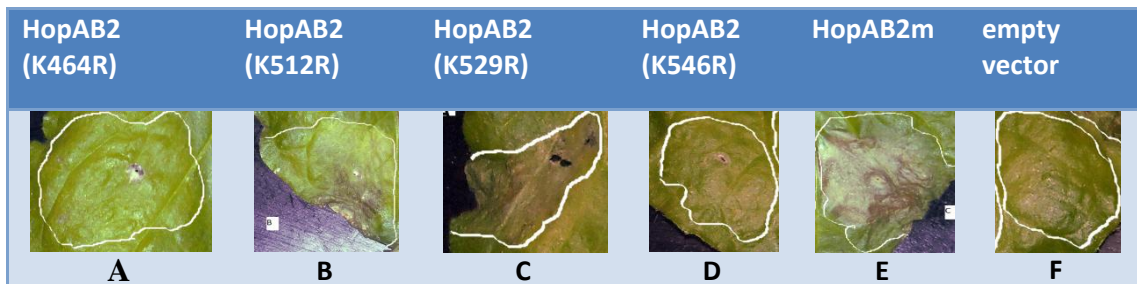 HopAB2 (K464R)
HopAB2 (K512R)
HopAB2 (K529R)
HopAB2 (K546R)
HopAB2m
empty vector
B
C
A
B
C
D
E
F